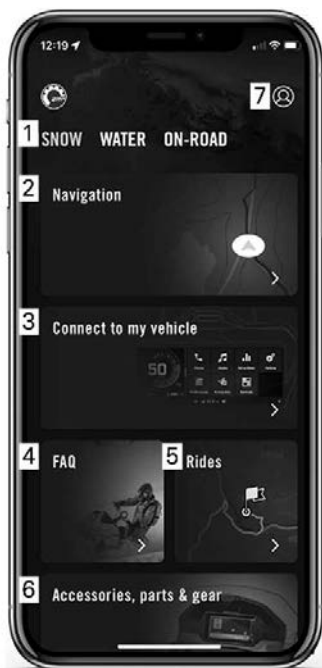 12:19
7
1 SNOW WATER ON-ROAD
2 Navigation
3 Connect to my vehicle
50
4 FAQ
5 Rides
6 Accessories, parts & gear